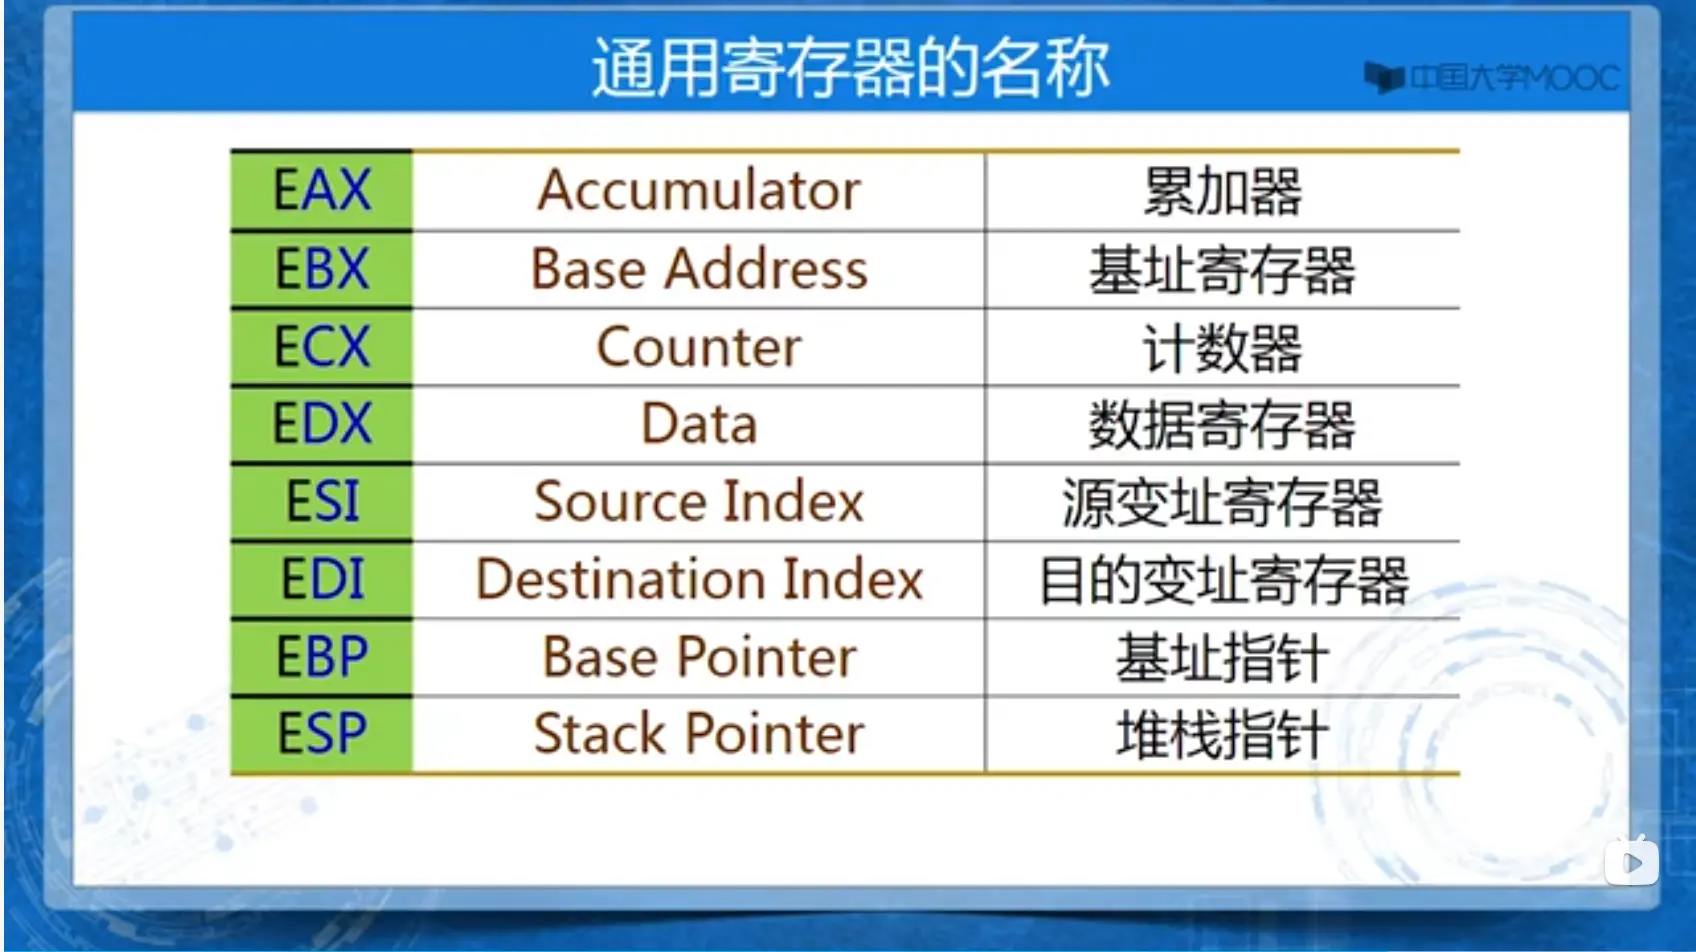 通用寄存器的名称
中国大学MOOC
EAX Accumulator 累加器
EBX Base Address 基址寄存器
ECX Counter 计数器
EDX Data 数据寄存器
ESI Source Index 源变址寄存器
EDI Destination Index 目的变址寄存器
EBP Base Pointer 基址指针
ESP Stack Pointer 堆栈指针